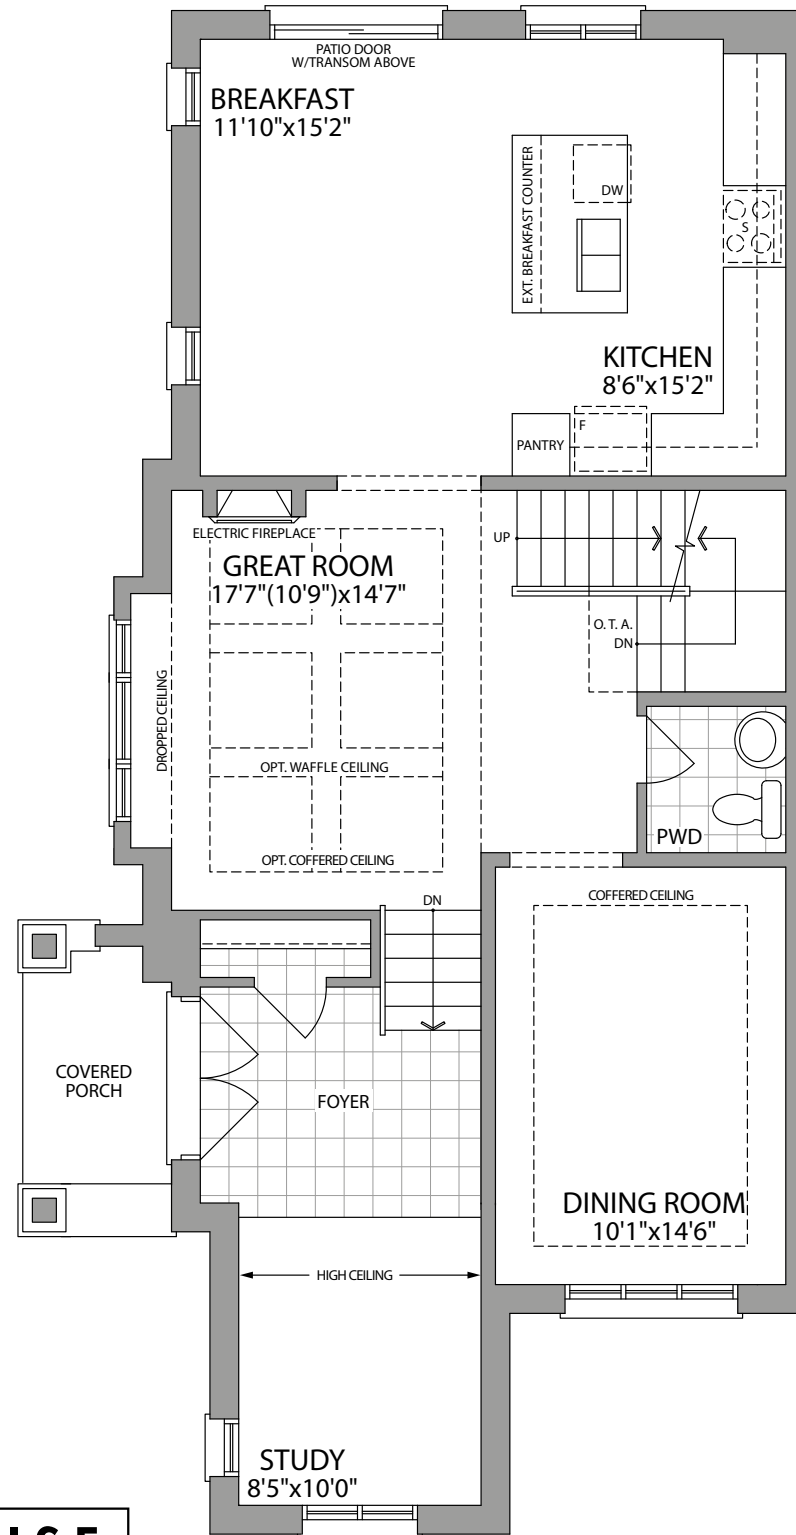 PATIO DOOR
W/TRANSOM ABOVE
BREAKFAST
11'10"x15'2"
EXT. BREAKFAST COUNTER
DW
S
KITCHEN
8'6"x15'2"
F
PANTRY
ELECTRIC FIREPLACE
UP
GREAT ROOM
17'7"(10'9")x14'7"
O. T. A.
DN
DROPPED CEILING
OPT. WAFFLE CEILING
PWD
OPT. COFFERED CEILING
COFFERED CEILING
DN
COVERED
PORCH
FOYER
DINING ROOM
10'1"x14'6"
HIGH CEILING
STUDY
8'5"x10'0"